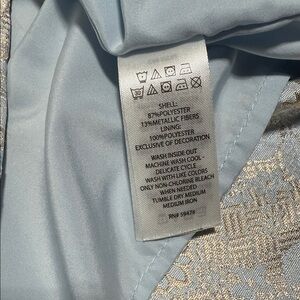 SHELL:
87%POLYESTER
13%METALLIC FIBERS
LINING:
100%POLYESTER
EXCLUSIVE OF DECORATION
WASH INSIDE OUT
MACHINE WASH COOL -
DELICATE CYCLE
WASH WITH LIKE COLORS
ONLY NON-CHLORINE BLEACH
WHEN NEEDED
TUMBLE DRY MEDIUM
MEDIUM IRON
RN# 59479